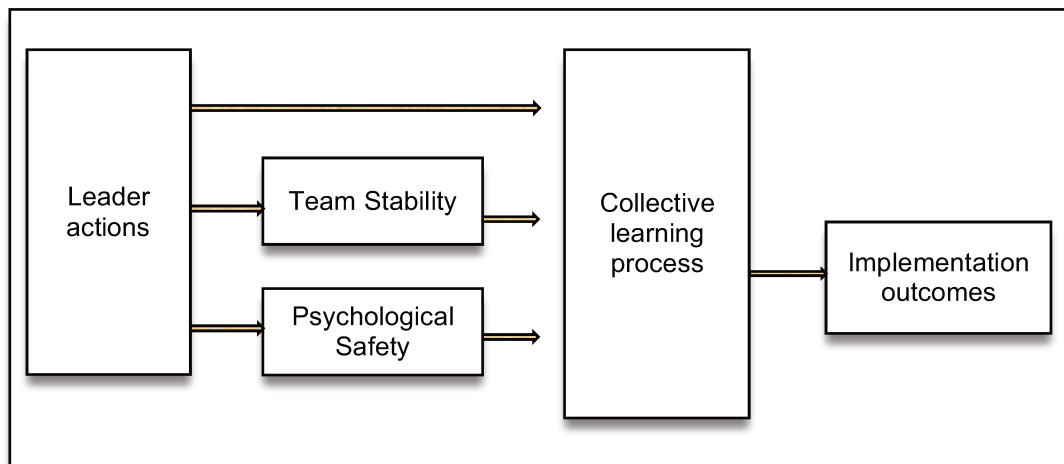 Leader
actions
Team Stability
Psychological
Safety
Collective
learning
process
Implementation
outcomes